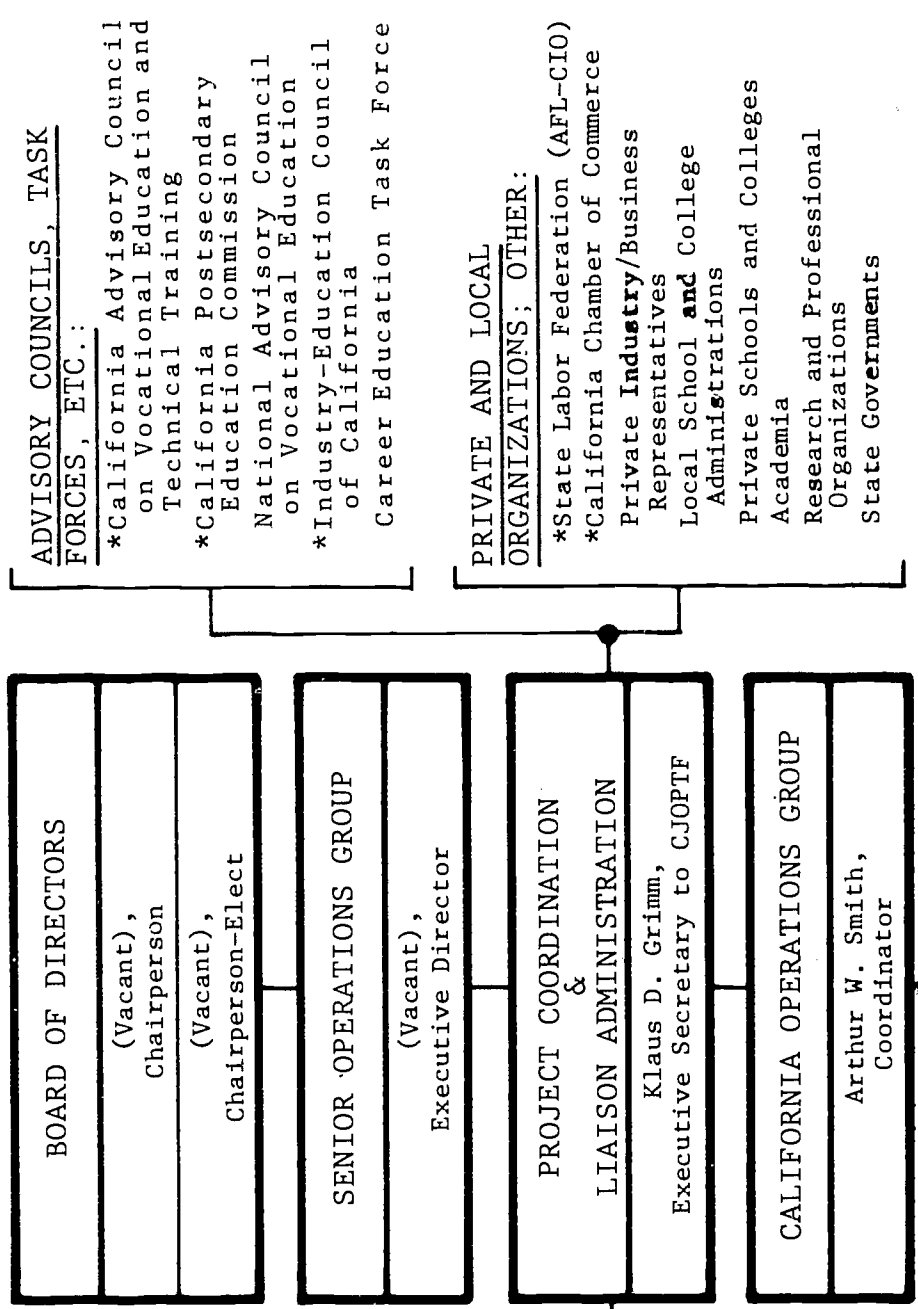 BOARD OF DIRECTORS
(Vacant),
Chairperson
(Vacant),
Chairperson-Elect
SENIOR OPERATIONS GROUP
(Vacant),
Executive Director
PROJECT COORDINATION
&
LIAISON ADMINISTRATION
Klaus D. Grimm,
Executive Secretary to CJOPTF
CALIFORNIA OPERATIONS GROUP
Arthur W. Smith,
Coordinator
ADVISORY COUNCILS, TASK
FORCES, ETC.:
*California Advisory Council
on Vocational Education and
Technical Training
*California Postsecondary
Education Commission
National Advisory Council
on Vocational Education
*Industry-Education Council
of California
Career Education Task Force
PRIVATE AND LOCAL
ORGANIZATIONS; OTHER:
*State Labor Federation (AFL-CIO)
*California Chamber of Commerce
Private Industry/Business
Representatives
Local School and College
Administrations
Private Schools and Colleges
Academia
Research and Professional
Organizations
State Governments